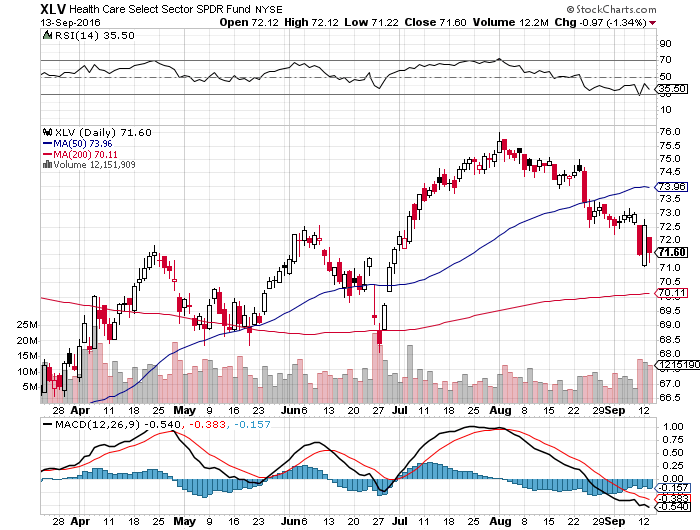 XLV Health Care Select Sector SPDR Fund NYSE
© StockCharts.com
13-Sep-2016
Open 72.12 High 72.12 Low 71.22 Close 71.60 Volume 12.2M Chg -0.97 (-1.34%)
RSI(14) 35.50
90
70
50
30
10
35.50
XLV (Daily) 71.60
MA(50) 73.96
MA(200) 70.11
Volume 12,151,909
76.0
75.5
75.0
74.5
73.96
73.5
73.0
72.5
72.0
71.60
71.0
70.5
70.11
69.5
69.0
68.5
68.0
67.0
66.5
25M
20M
15M
10M
5M
1215190
28 Apr 11 18 25 May 9 16 23 Jun 6 13 20 27 Jul 11 18 25 Aug 8 15 22 29 Sep 12
MACD(12,26,9) -0.540, -0.383, -0.157
1.00
0.75
0.50
0.25
0.00
-0.157
-0.383
-0.540
28 Apr 11 18 25 May 9 16 23 Jun 6 13 20 27 Jul 11 18 25 Aug 8 15 22 29 Sep 12